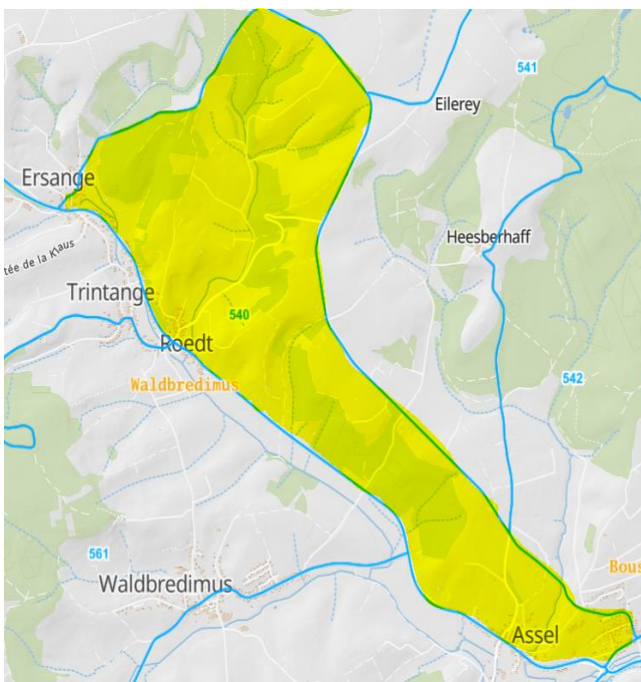 541
Eilerey
Ersange
Heesberhaff
tée de la Klaus
Trintange
540
Roedt
542
Waldbredimus
561
Waldbredimus
Bous
Assel